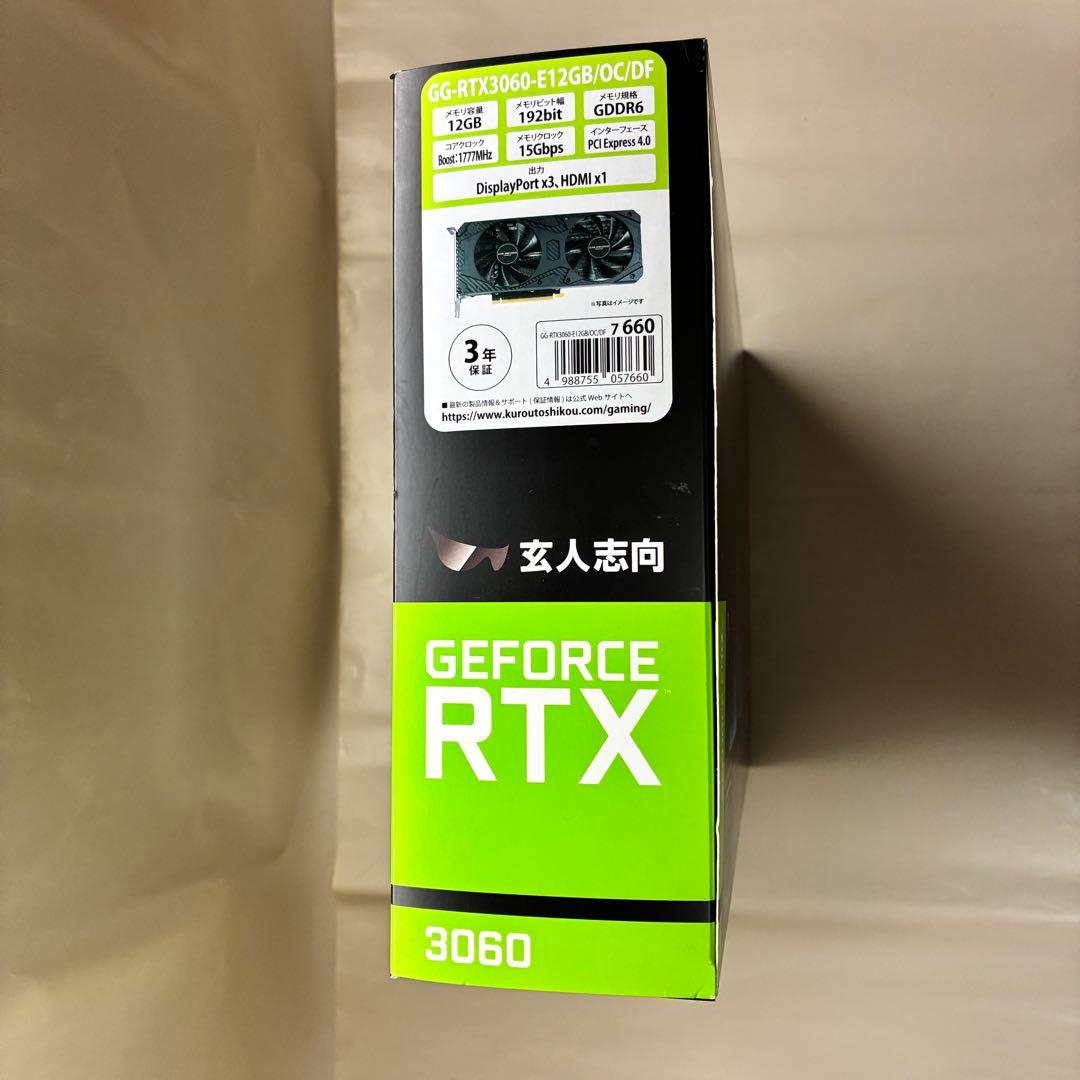 GG-RTX3060-E12GB/OC/DF
メモリ容量
12GB
メモリビット幅
192bit
メモリ規格
GDDR6
コアクロック
Boost:1777MHz
メモリクロック
15Gbps
インターフェース
PCI Express 4.0
出力
DisplayPort x3、HDMI x1
※写真はイメージです
3年
保証
GG-RTX3060-E12GB/OC/DF 7 660
4 988755 057660
■ 最新の製品情報&サポート(保証情報)は公式 Web サイトへ
https://www.kuroutoshikou.com/gaming/
玄人志向
GEFORCE
RTX™
3060